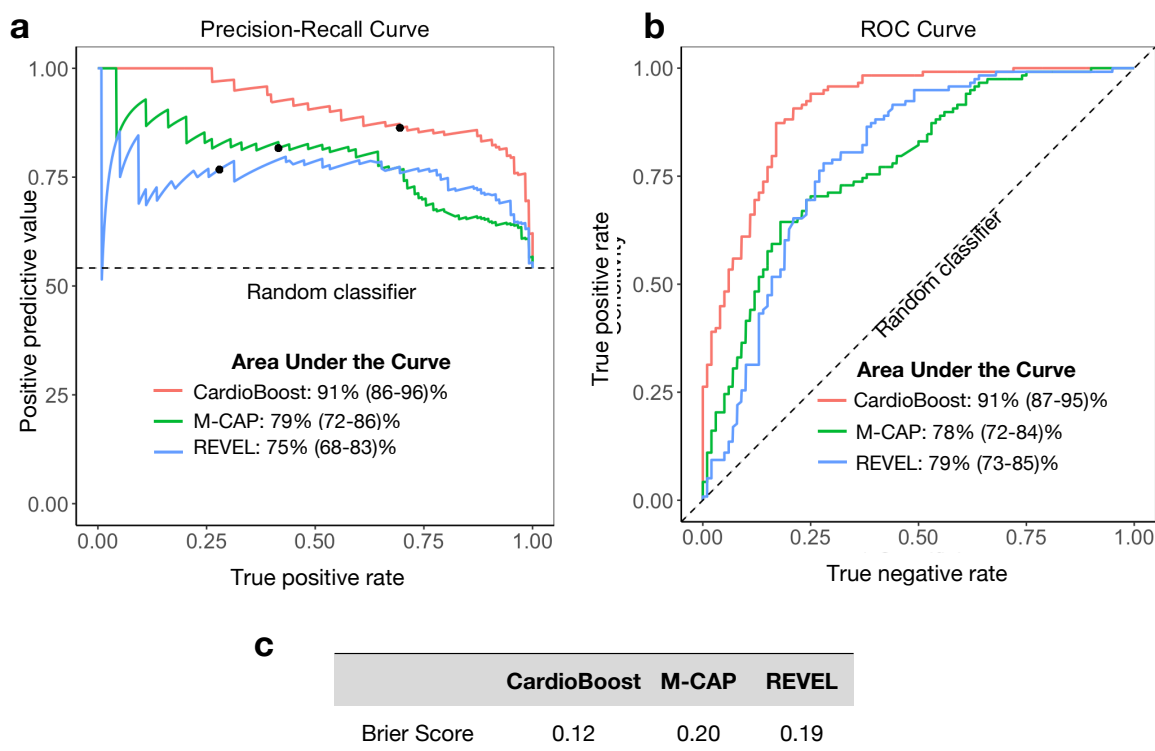 a
Precision-Recall Curve
1.00
0.75
50
25
0.00
Positive predictive value
Random classifier
Area Under the Curve
CardioBoost: 91% (86-96)%
M-CAP: 79% (72-86)%
REVEL: 75% (68-83)%
0.00 0.25 0.50 0.75 1.00
True positive rate
b
ROC Curve
1.00
0.75
0.50
0.25
0.00
True positive rate
Random classifier
Area Under the Curve
CardioBoost: 91% (87-95)%
M-CAP: 78% (72-84)%
REVEL: 79% (73-85)%
0.00 0.25 0.50 0.75 1.00
True negative rate
c
CardioBoost M-CAP REVEL
Brier Score 0.12 0.20 0.19